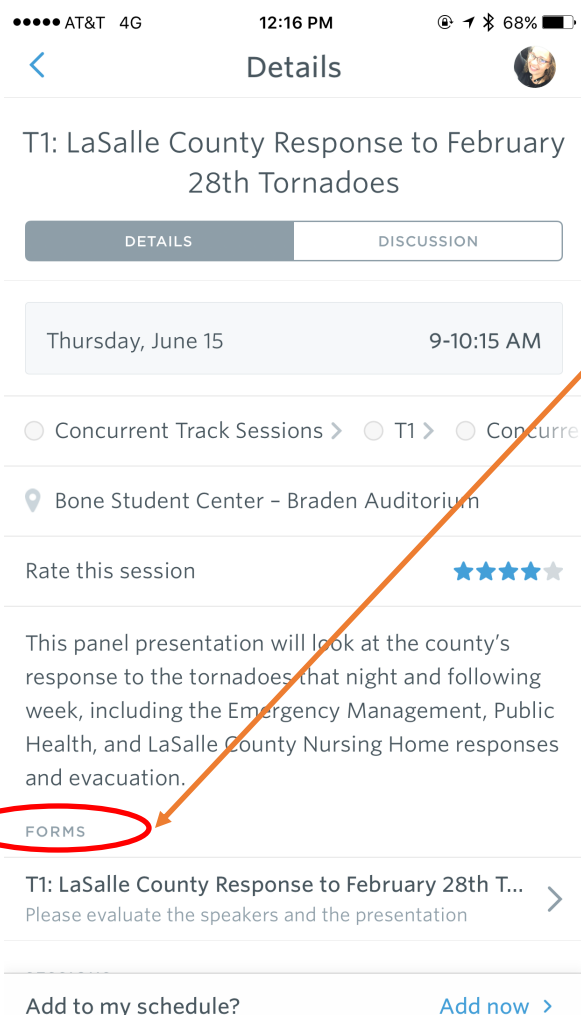 AT&T 4G 12:16 PM 68%
Details
T1: LaSalle County Response to February
28th Tornadoes
DETAILS DISCUSSION
Thursday, June 15 9-10:15 AM
Concurrent Track Sessions T1 Concurre
Bone Student Center – Braden Auditorium
Rate this session
This panel presentation will look at the county’s
response to the tornadoes that night and following
week, including the Emergency Management, Public
Health, and LaSalle County Nursing Home responses
and evacuation.
FORMS
T1: LaSalle County Response to February 28th T...
Please evaluate the speakers and the presentation
Add to my schedule? Add now